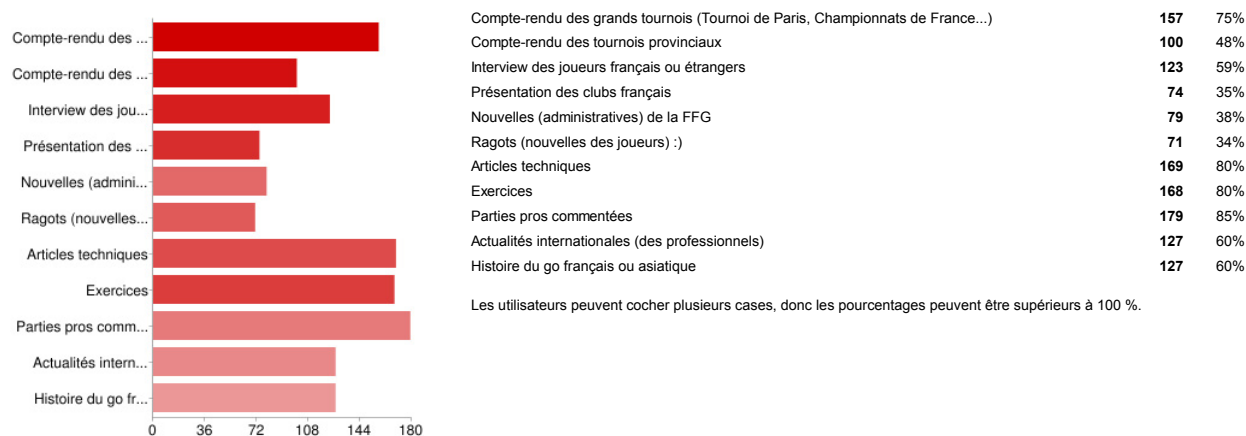 Compte-rendu des ...
Compte-rendu des ...
Interview des jou...
Présentation des ...
Nouvelles (admini...
Ragots (nouvelles...
Articles techniques
Exercices
Parties pros comm...
Actualités intern...
Histoire du go fr...
0 36 72 108 144 180
Compte-rendu des grands tournois (Tournoi de Paris, Championnats de France...) 157 75%
Compte-rendu des tournois provinciaux 100 48%
Interview des joueurs français ou étrangers 123 59%
Présentation des clubs français 74 35%
Nouvelles (administratives) de la FFG 79 38%
Ragots (nouvelles des joueurs) :) 71 34%
Articles techniques 169 80%
Exercices 168 80%
Parties pros commentées 179 85%
Actualités internationales (des professionnels) 127 60%
Histoire du go français ou asiatique 127 60%
Les utilisateurs peuvent cocher plusieurs cases, donc les pourcentages peuvent être supérieurs à 100 %.